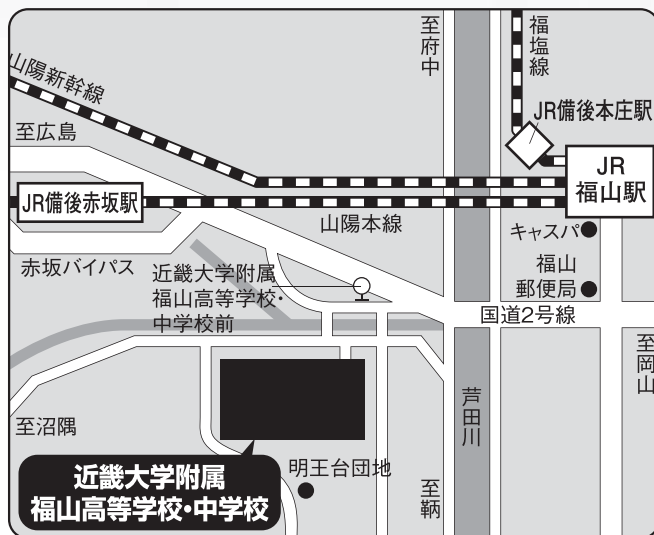 至府中
福塩線
山陽新幹線
JR備後本庄駅
至広島
JR
福山駅
JR備後赤坂駅
山陽本線
キャスパ
赤坂バイパス
近畿大学附属
福山高等学校・
中学校前
福山
郵便局
国道2号線
至岡山
芦田川
至沼隅
明王台団地
近畿大学附属
福山高等学校・中学校
至鞆